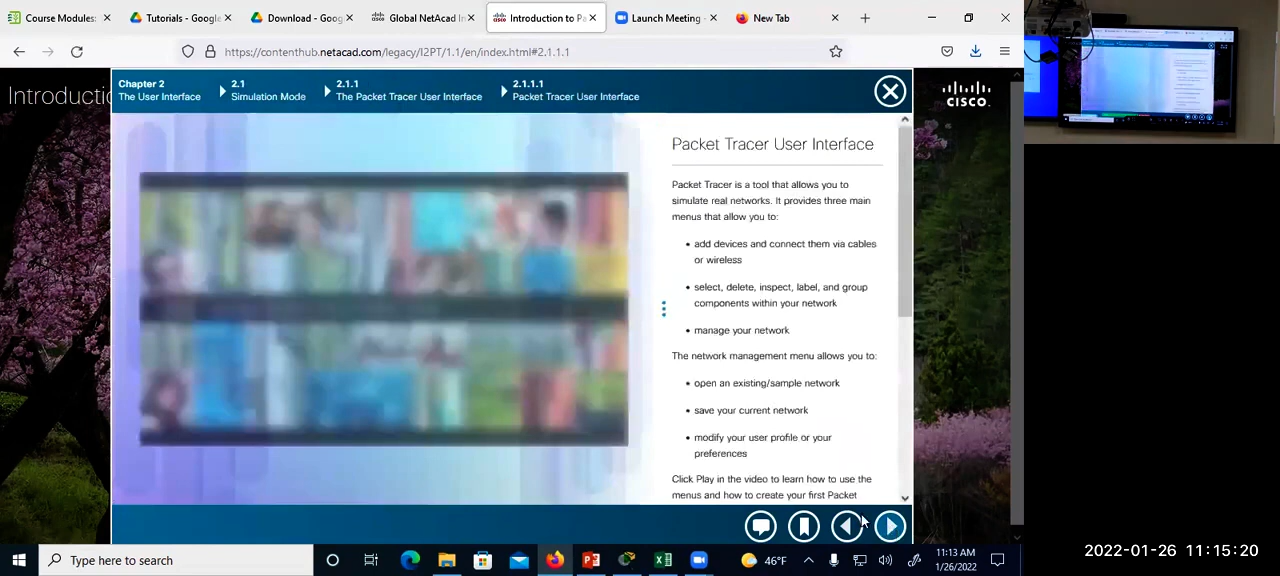 Course Modules:
Tutorials - Google
Download - Goog
Global NetAcad In
Introduction to Pa
Launch Meeting -
New Tab
https://contenthub.netacad.com/legacy/I2PT/1.1/en/index.html#2.1.1.1
Introductio
Chapter 2
The User Interface
2.1
Simulation Mode
2.1.1
The Packet Tracer User Interface
2.1.1.1
Packet Tracer User Interface
CISCO
Packet Tracer User Interface
Packet Tracer is a tool that allows you to
simulate real networks. It provides three main
menus that allow you to:
• add devices and connect them via cables
or wireless
• select, delete, inspect, label, and group
components within your network
• manage your network
The network management menu allows you to:
• open an existing/sample network
• save your current network
• modify your user profile or your
preferences
Click Play in the video to learn how to use the
menus and how to create your first Packet
Type here to search
46°F
11:13 AM
1/26/2022
2022-01-26 11:15:20